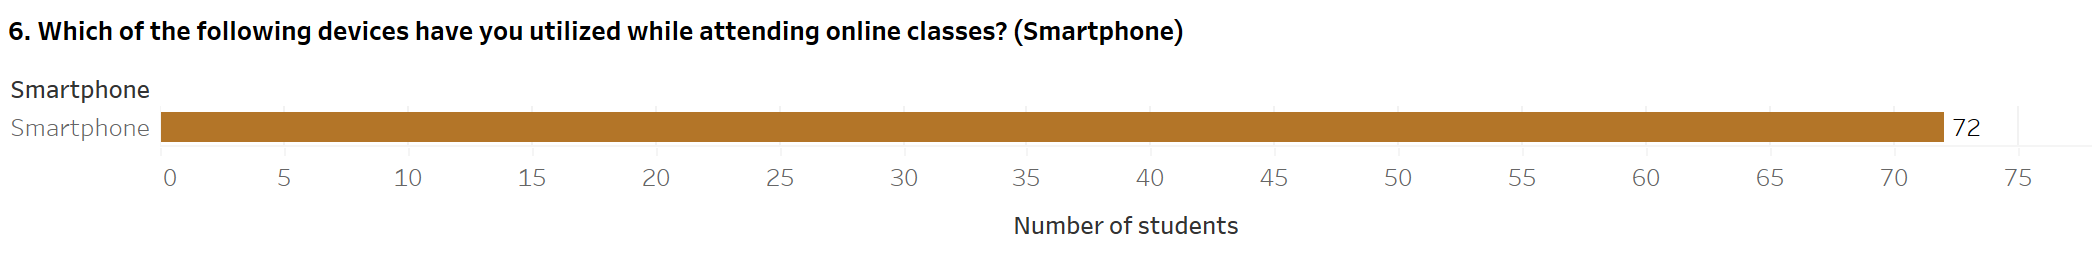 6. Which of the following devices have you utilized while attending online classes? (Smartphone)
Smartphone
Smartphone 72
0 5 10 15 20 25 30 35 40 45 50 55 60 65 70 75
Number of students